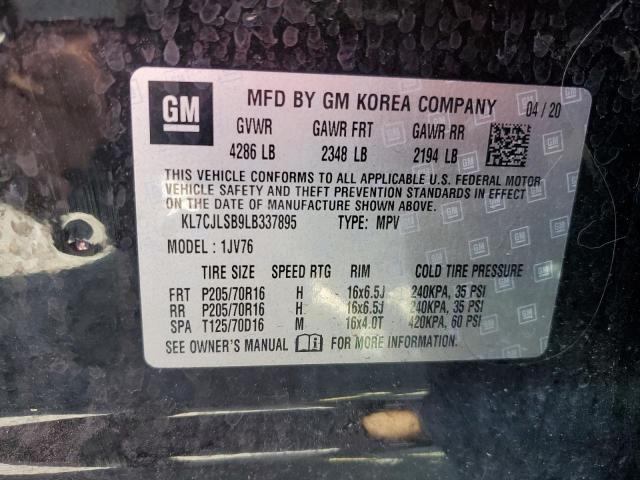 GM MFD BY GM KOREA COMPANY 04 / 20
GVWR GAWR FRT GAWR RR
4286 LB 2348 LB 2194 LB
THIS VEHICLE CONFORMS TO ALL APPLICABLE U.S. FEDERAL MOTOR
VEHICLE SAFETY AND THEFT PREVENTION STANDARDS IN EFFECT
ON THE DATE OF MANUFACTURE SHOWN ABOVE.
KL7CJLSB9LB337895 TYPE: MPV
MODEL : 1JV76
TIRE SIZE SPEED RTG RIM COLD TIRE PRESSURE
FRT P205/70R16 H 16x6.5J 240KPA, 35 PSI
RR P205/70R16 H 16x6.5J 240KPA, 35 PSI
SPA T125/70D16 M 16x4.0T 420KPA, 60 PSI
SEE OWNER'S MANUAL FOR MORE INFORMATION.